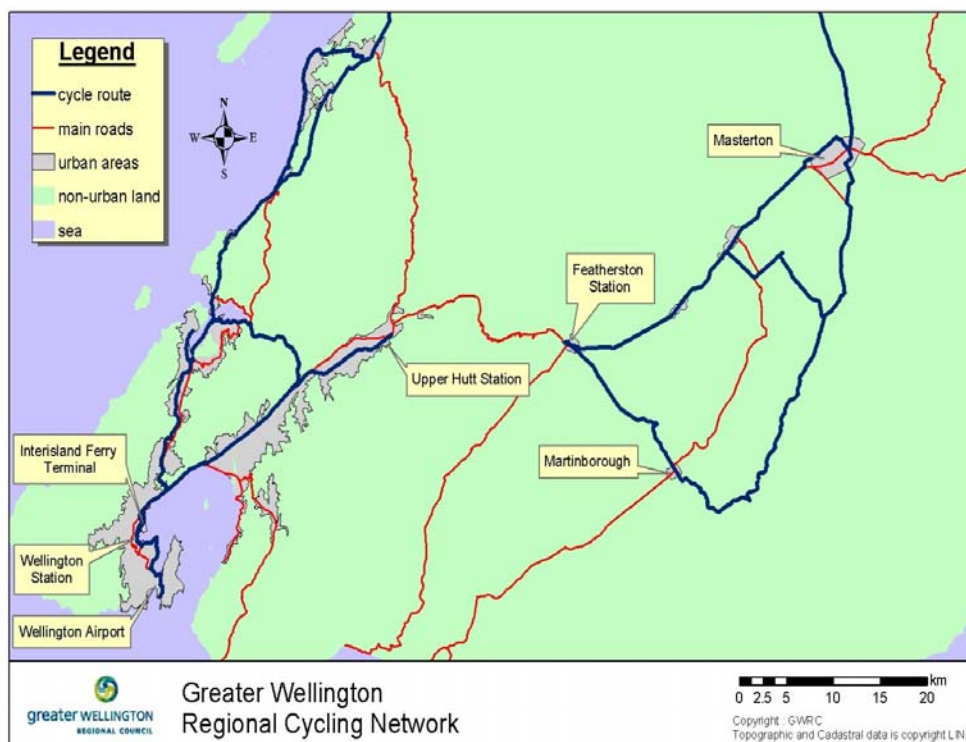 Legend
cycle route
main roads
urban areas
non-urban land
sea
N
W
E
S
Masterton
Featherston
Station
Upper Hutt Station
Interisland Ferry
Terminal
Martinborough
Wellington
Station
Wellington Airport
greater WELLINGTON
REGIONAL COUNCIL
Greater Wellington
Regional Cycling Network
km
0 2.5 5 10 15 20
Copyright : GWRC
Topographic and Cadastral data is copyright LIN